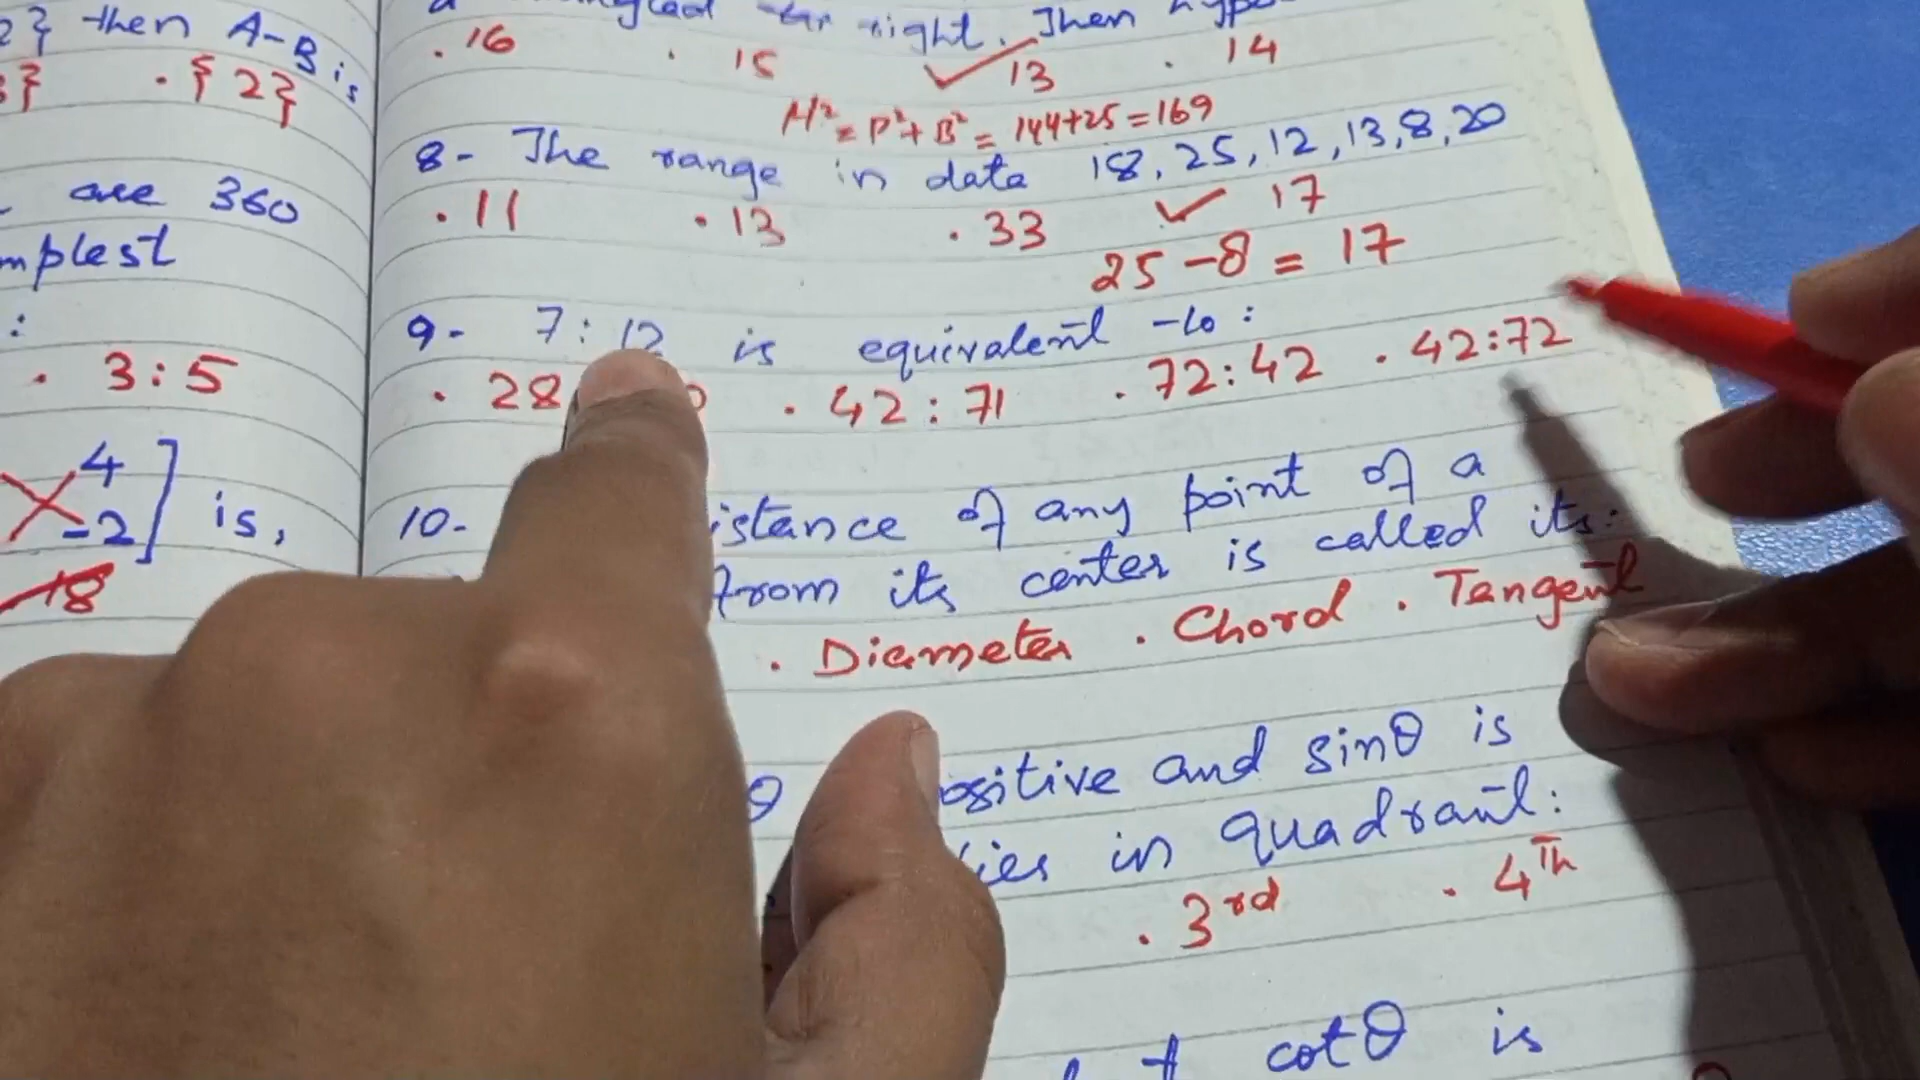 2} then A-B is
3} · {2}
are 360
mplest
:
· 3:5
4
-2] is,
18
angled are right. Then hypo
· 16 · 15 ✓ 13 · 14
H² = P² + B² = 144+25 = 169
8- The range in data 18, 25, 12, 13, 8, 20
· 11 · 13 · 33 ✓ 17
25 - 8 = 17
9- 7:12 is equivalent to:
· 28 · 42:71 · 72:42 · 42:72
10- istance of any point of a
from its center is called its:
· Diameter · Chord · Tangent
θ ositive and sinθ is
lies in quadrant:
· 3rd · 4Th
cotθ is